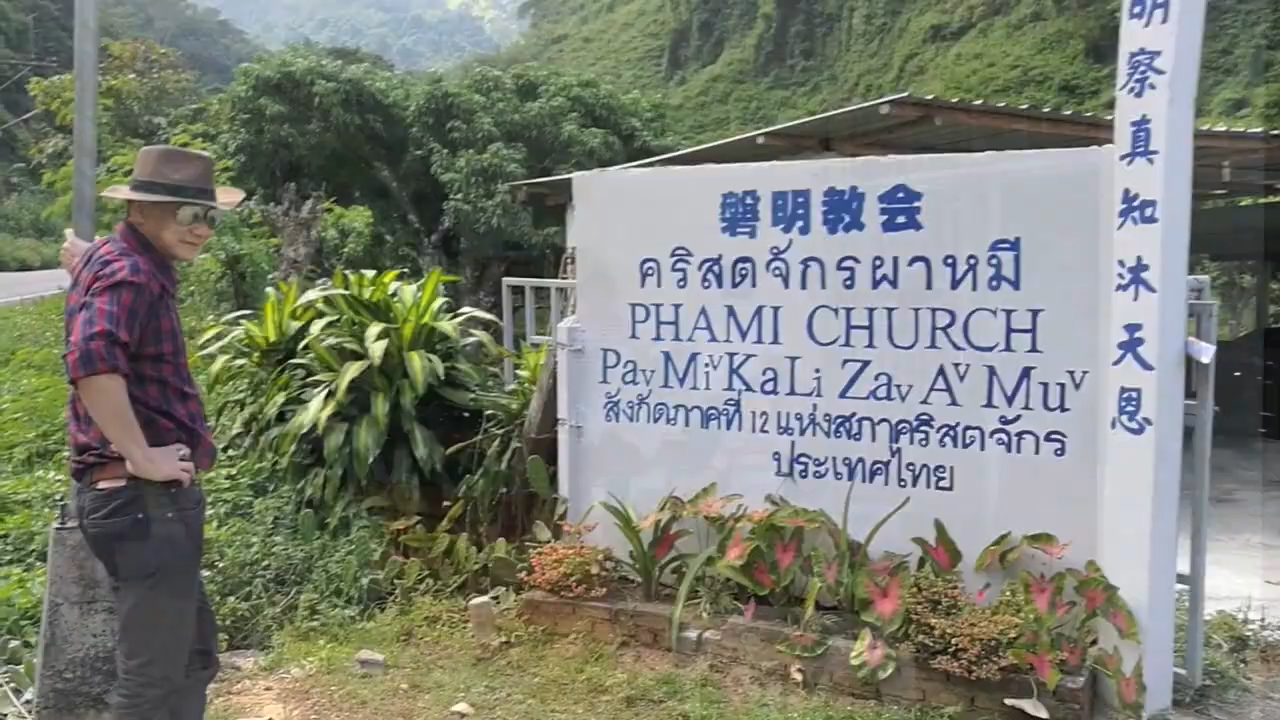 磐明教会
คริสตจักรผาหมี
PHAMI CHURCH
Pav MivKaLi Zav Av Muv
สังกัดภาคที่ 12 แห่งสภาคริสตจักร
ประเทศไทย
明察真知沐天恩